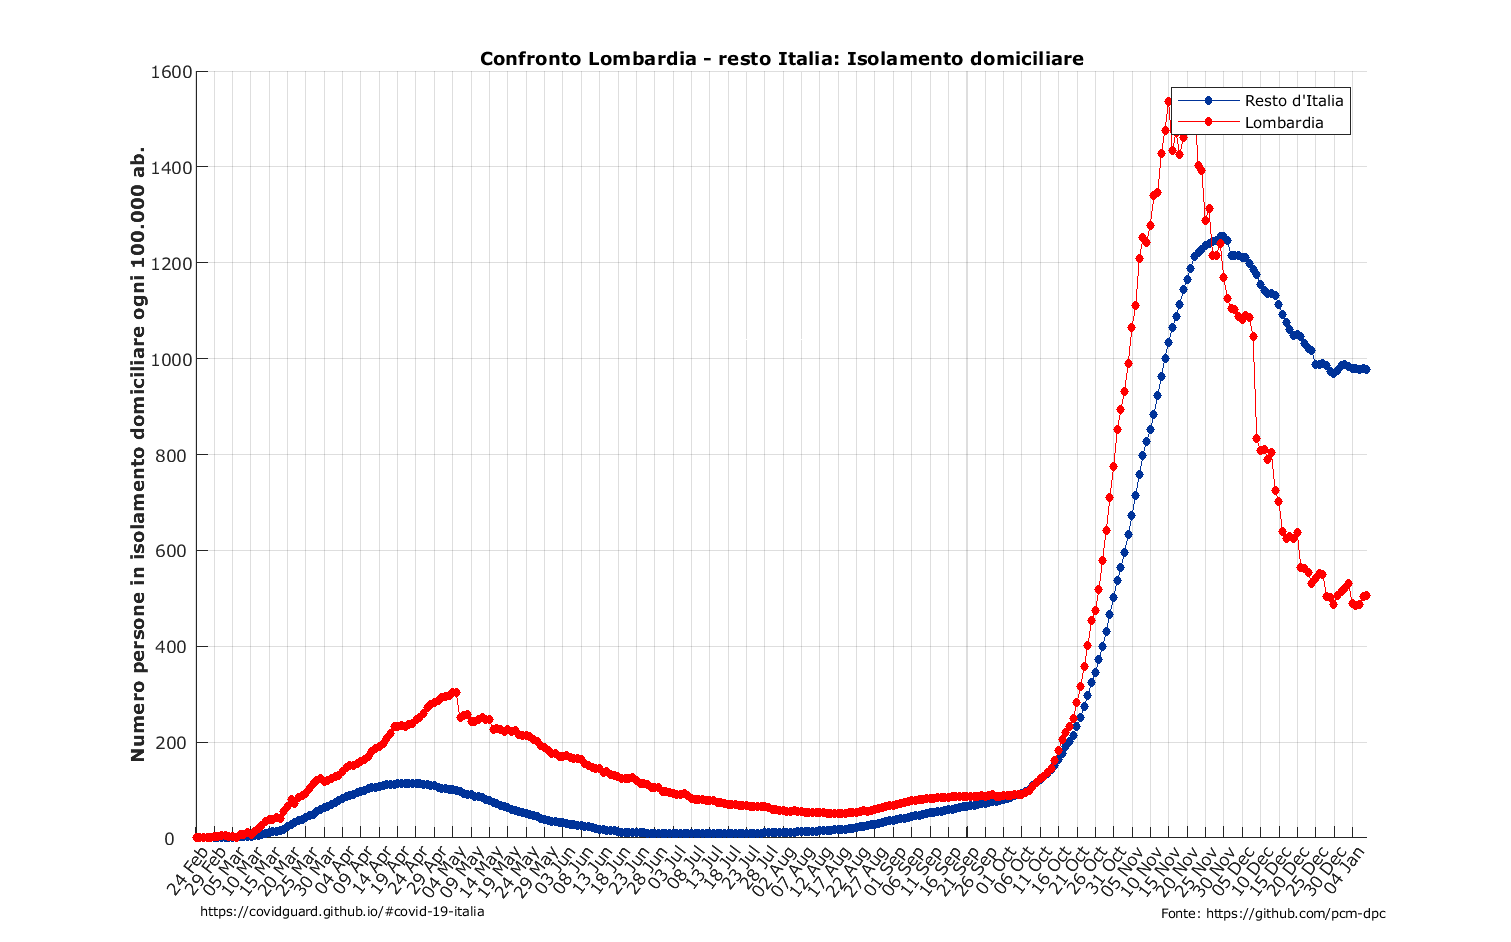 Confronto Lombardia - resto Italia: Isolamento domiciliare
Numero persone in isolamento domiciliare ogni 100.000 ab.
1600
1400
1200
1000
800
600
400
200
0
Resto d'Italia
Lombardia
24 Feb
29 Feb
05 Mar
10 Mar
15 Mar
20 Mar
25 Mar
30 Mar
04 Apr
09 Apr
14 Apr
19 Apr
24 Apr
29 Apr
04 May
09 May
14 May
19 May
24 May
29 May
03 Jun
08 Jun
13 Jun
18 Jun
23 Jun
28 Jun
03 Jul
08 Jul
13 Jul
18 Jul
23 Jul
28 Jul
02 Aug
07 Aug
12 Aug
17 Aug
22 Aug
27 Aug
01 Sep
06 Sep
11 Sep
16 Sep
21 Sep
26 Sep
01 Oct
06 Oct
11 Oct
16 Oct
21 Oct
26 Oct
31 Oct
05 Nov
10 Nov
15 Nov
20 Nov
25 Nov
30 Nov
05 Dec
10 Dec
15 Dec
20 Dec
25 Dec
30 Dec
04 Jan
https://covidguard.github.io/#covid-19-italia
Fonte: https://github.com/pcm-dpc